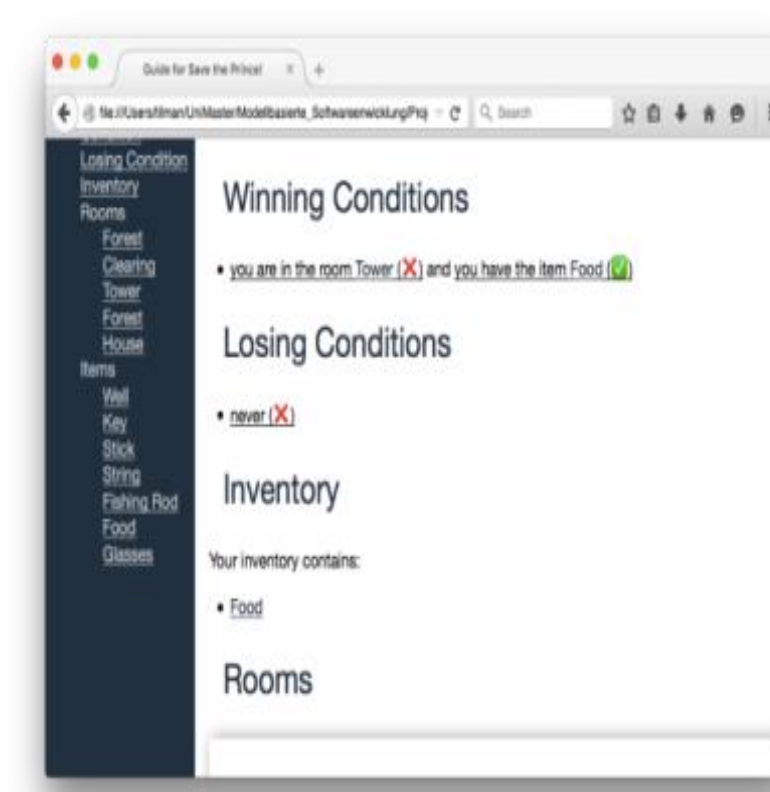 Guide for Save the Prince!
Search
Losing Condition
Inventory
Rooms
Forest
Clearing
Tower
Forest
House
Items
Well
Key
Stick
String
Fishing Rod
Food
Glasses
Winning Conditions
• you are in the room Tower (❌) and you have the item Food (✅)
Losing Conditions
• never (❌)
Inventory
Your inventory contains:
• Food
Rooms